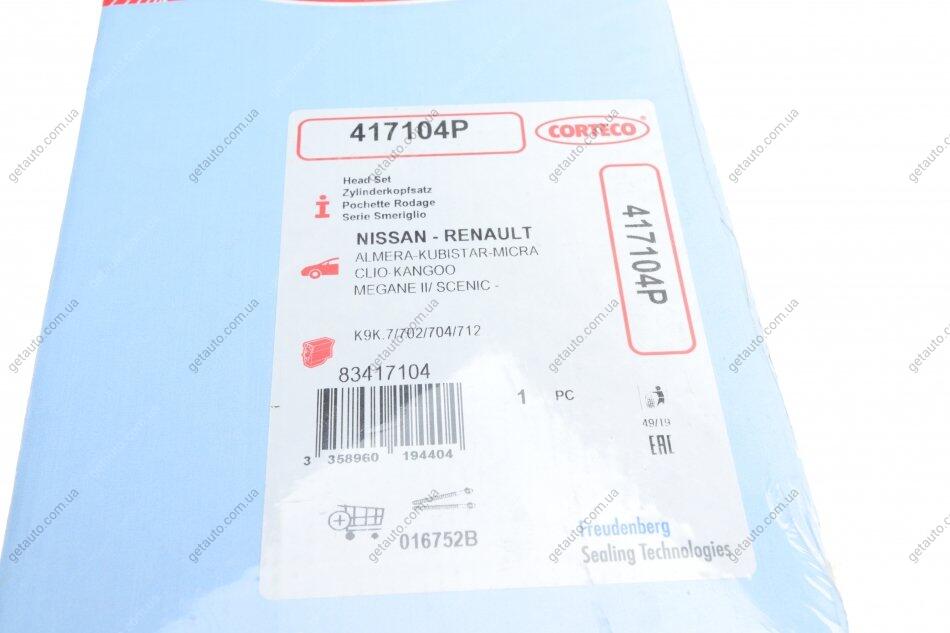 417104P
CORTECO
Head Set
Zylinderkopfsatz
Pochette Rodage
Serie Smeriglio
417104P
NISSAN - RENAULT
ALMERA-KUBISTAR-MICRA
CLIO-KANGOO
MEGANE II/ SCENIC -
K9K.7/702/704/712
83417104
1 PC
3 358960 194404
49/19
EAC
016752B
Freudenberg
Sealing Technologies
getauto.com.ua